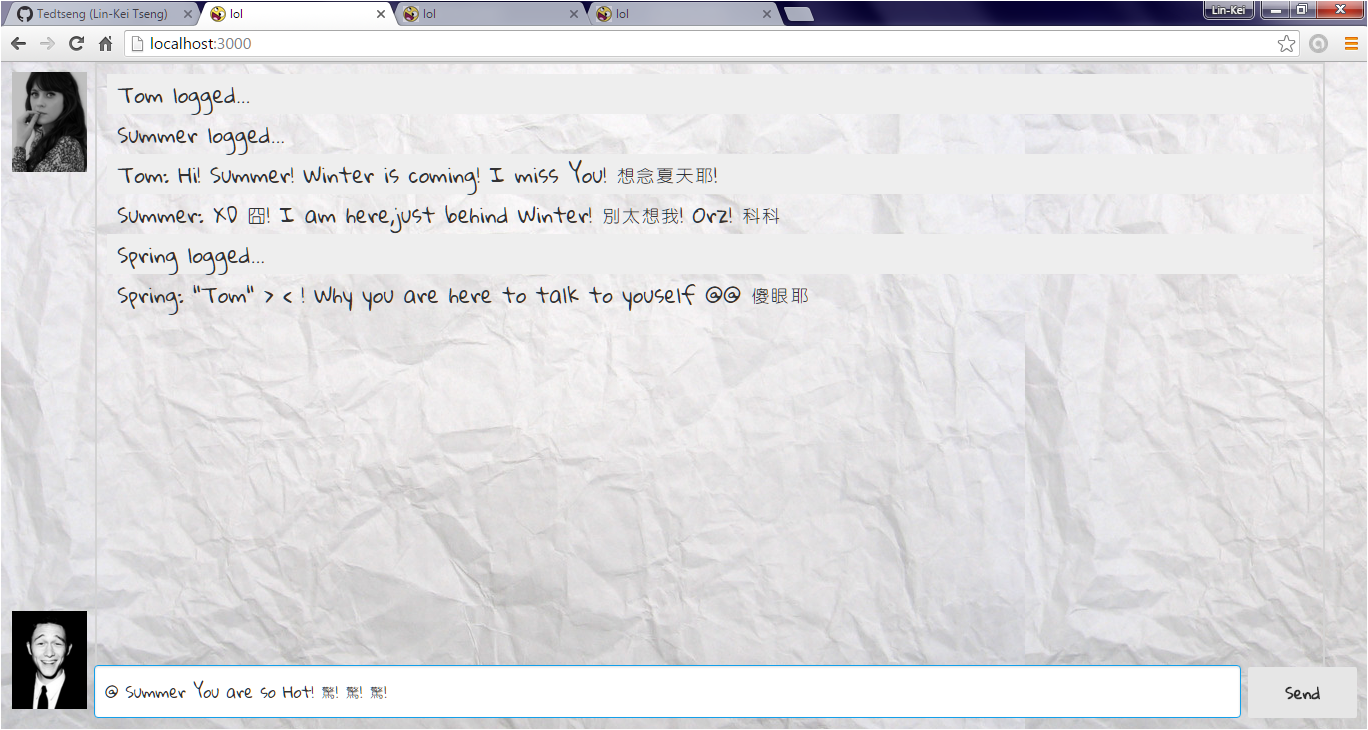 Tedtseng (Lin-Kei Tseng)
lol
lol
lol
Lin-Kei
localhost:3000
Tom logged...
Summer logged...
Tom: Hi! Summer! Winter is coming! I miss You! 想念夏天耶!
Summer: XD 囧! I am here,just behind Winter! 別太想我! Orz! 科科
Spring logged...
Spring: "Tom" > < ! Why you are here to talk to youself @@ 傻眼耶
@ Summer You are so Hot! 驚! 驚! 驚!
Send